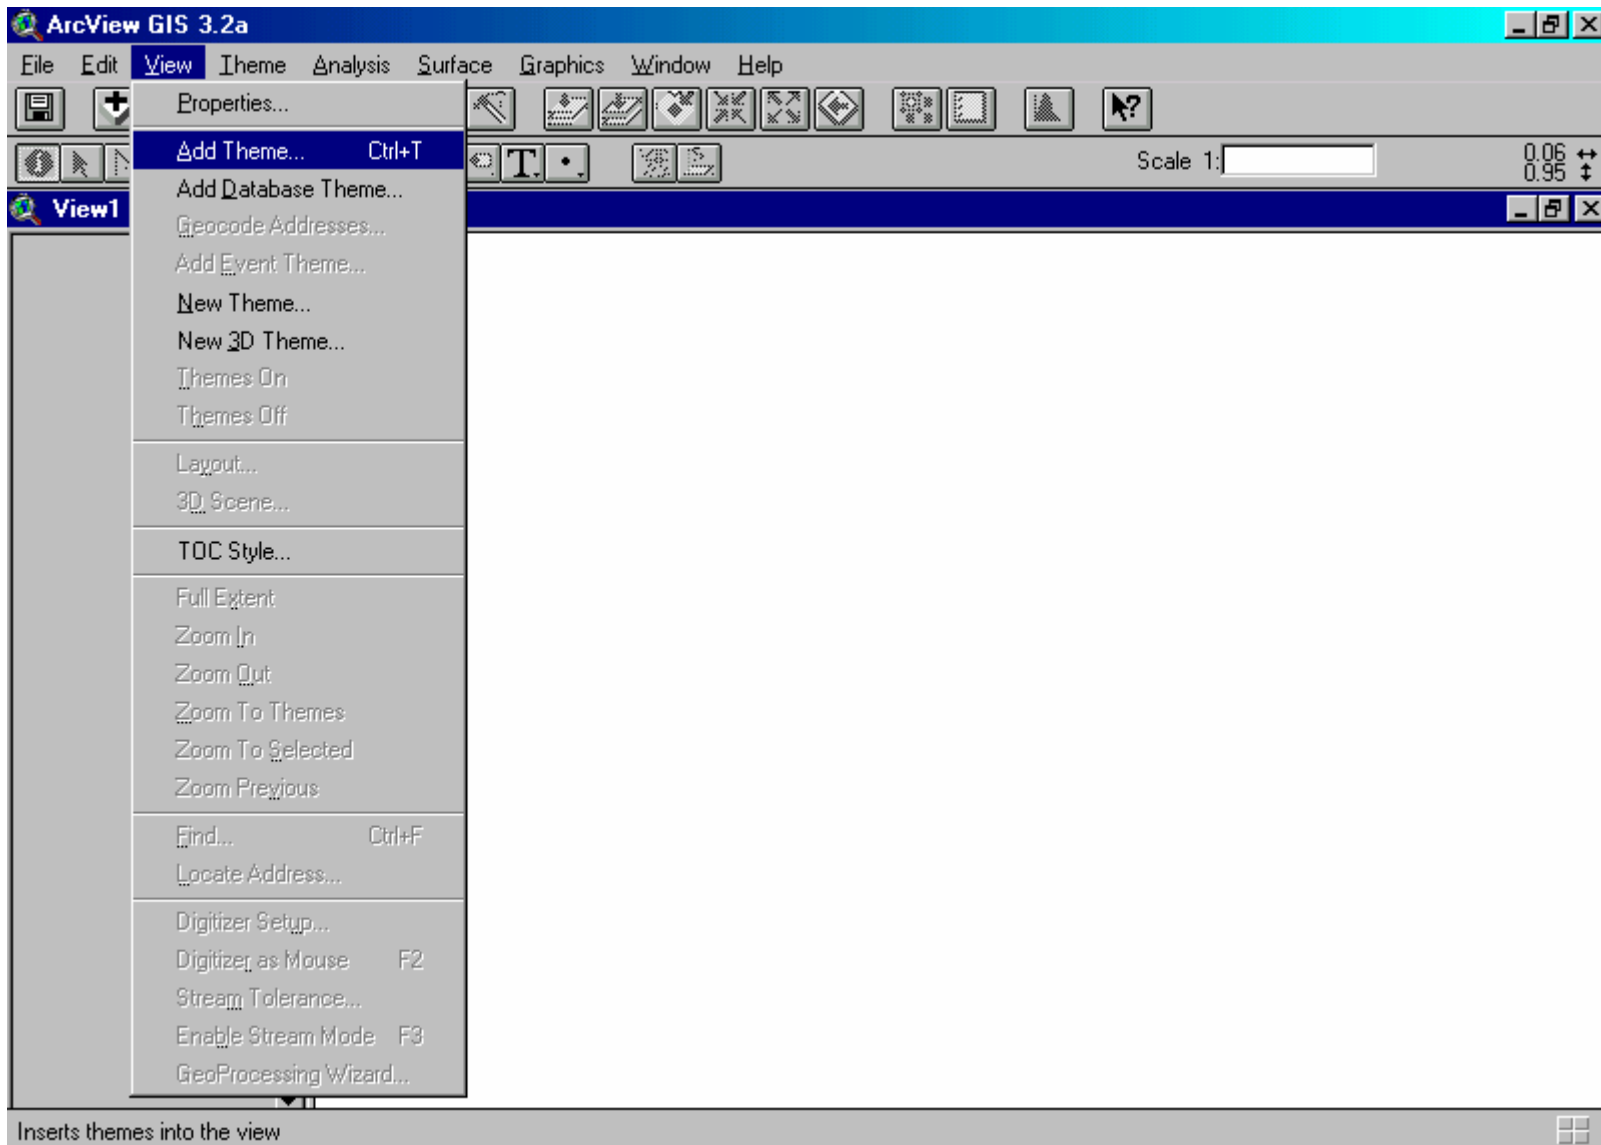 ArcView GIS 3.2a
File Edit View Theme Analysis Surface Graphics Window Help
Properties...
Add Theme... Ctrl+T
T. Scale 1: 0.06
0.95
Add Database Theme...
View1
Geocode Addresses...
Add Event Theme...
New Theme...
New 3D Theme...
Themes On
Themes Off
Layout...
3D Scene...
TOC Style...
Full Extent
Zoom In
Zoom Out
Zoom To Themes
Zoom To Selected
Zoom Previous
Find... Ctrl+F
Locate Address...
Digitizer Setup...
Digitizer as Mouse F2
Stream Tolerance...
Enable Stream Mode F3
GeoProcessing Wizard...
Inserts themes into the view